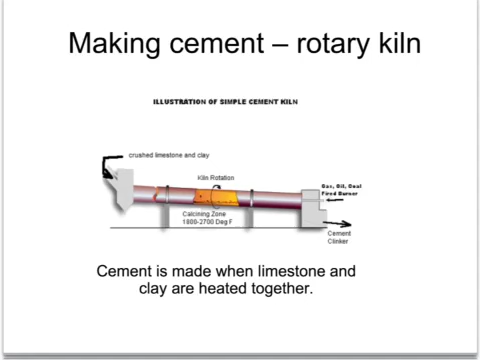 Making cement – rotary kiln
ILLUSTRATION OF SIMPLE CEMENT KILN
crushed limestone and clay
Kiln Rotation
Gas, Oil, Coal
Fired Burner
Calcining Zone
1800-2700 Deg F
Cement
Clinker
Cement is made when limestone and
clay are heated together.